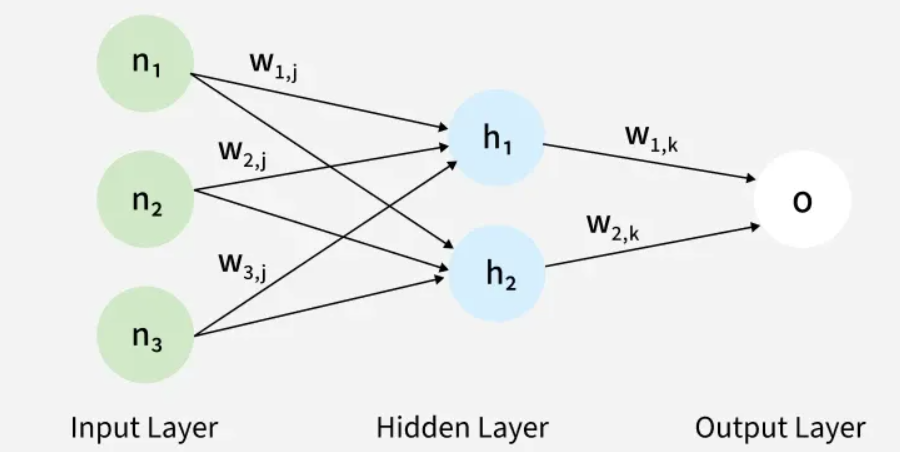 n₁
w₁,ⱼ
h₁
w₁,ₖ
w₂,ⱼ
n₂
o
w₂,ₖ
w₃,ⱼ
h₂
n₃
Input Layer
Hidden Layer
Output Layer